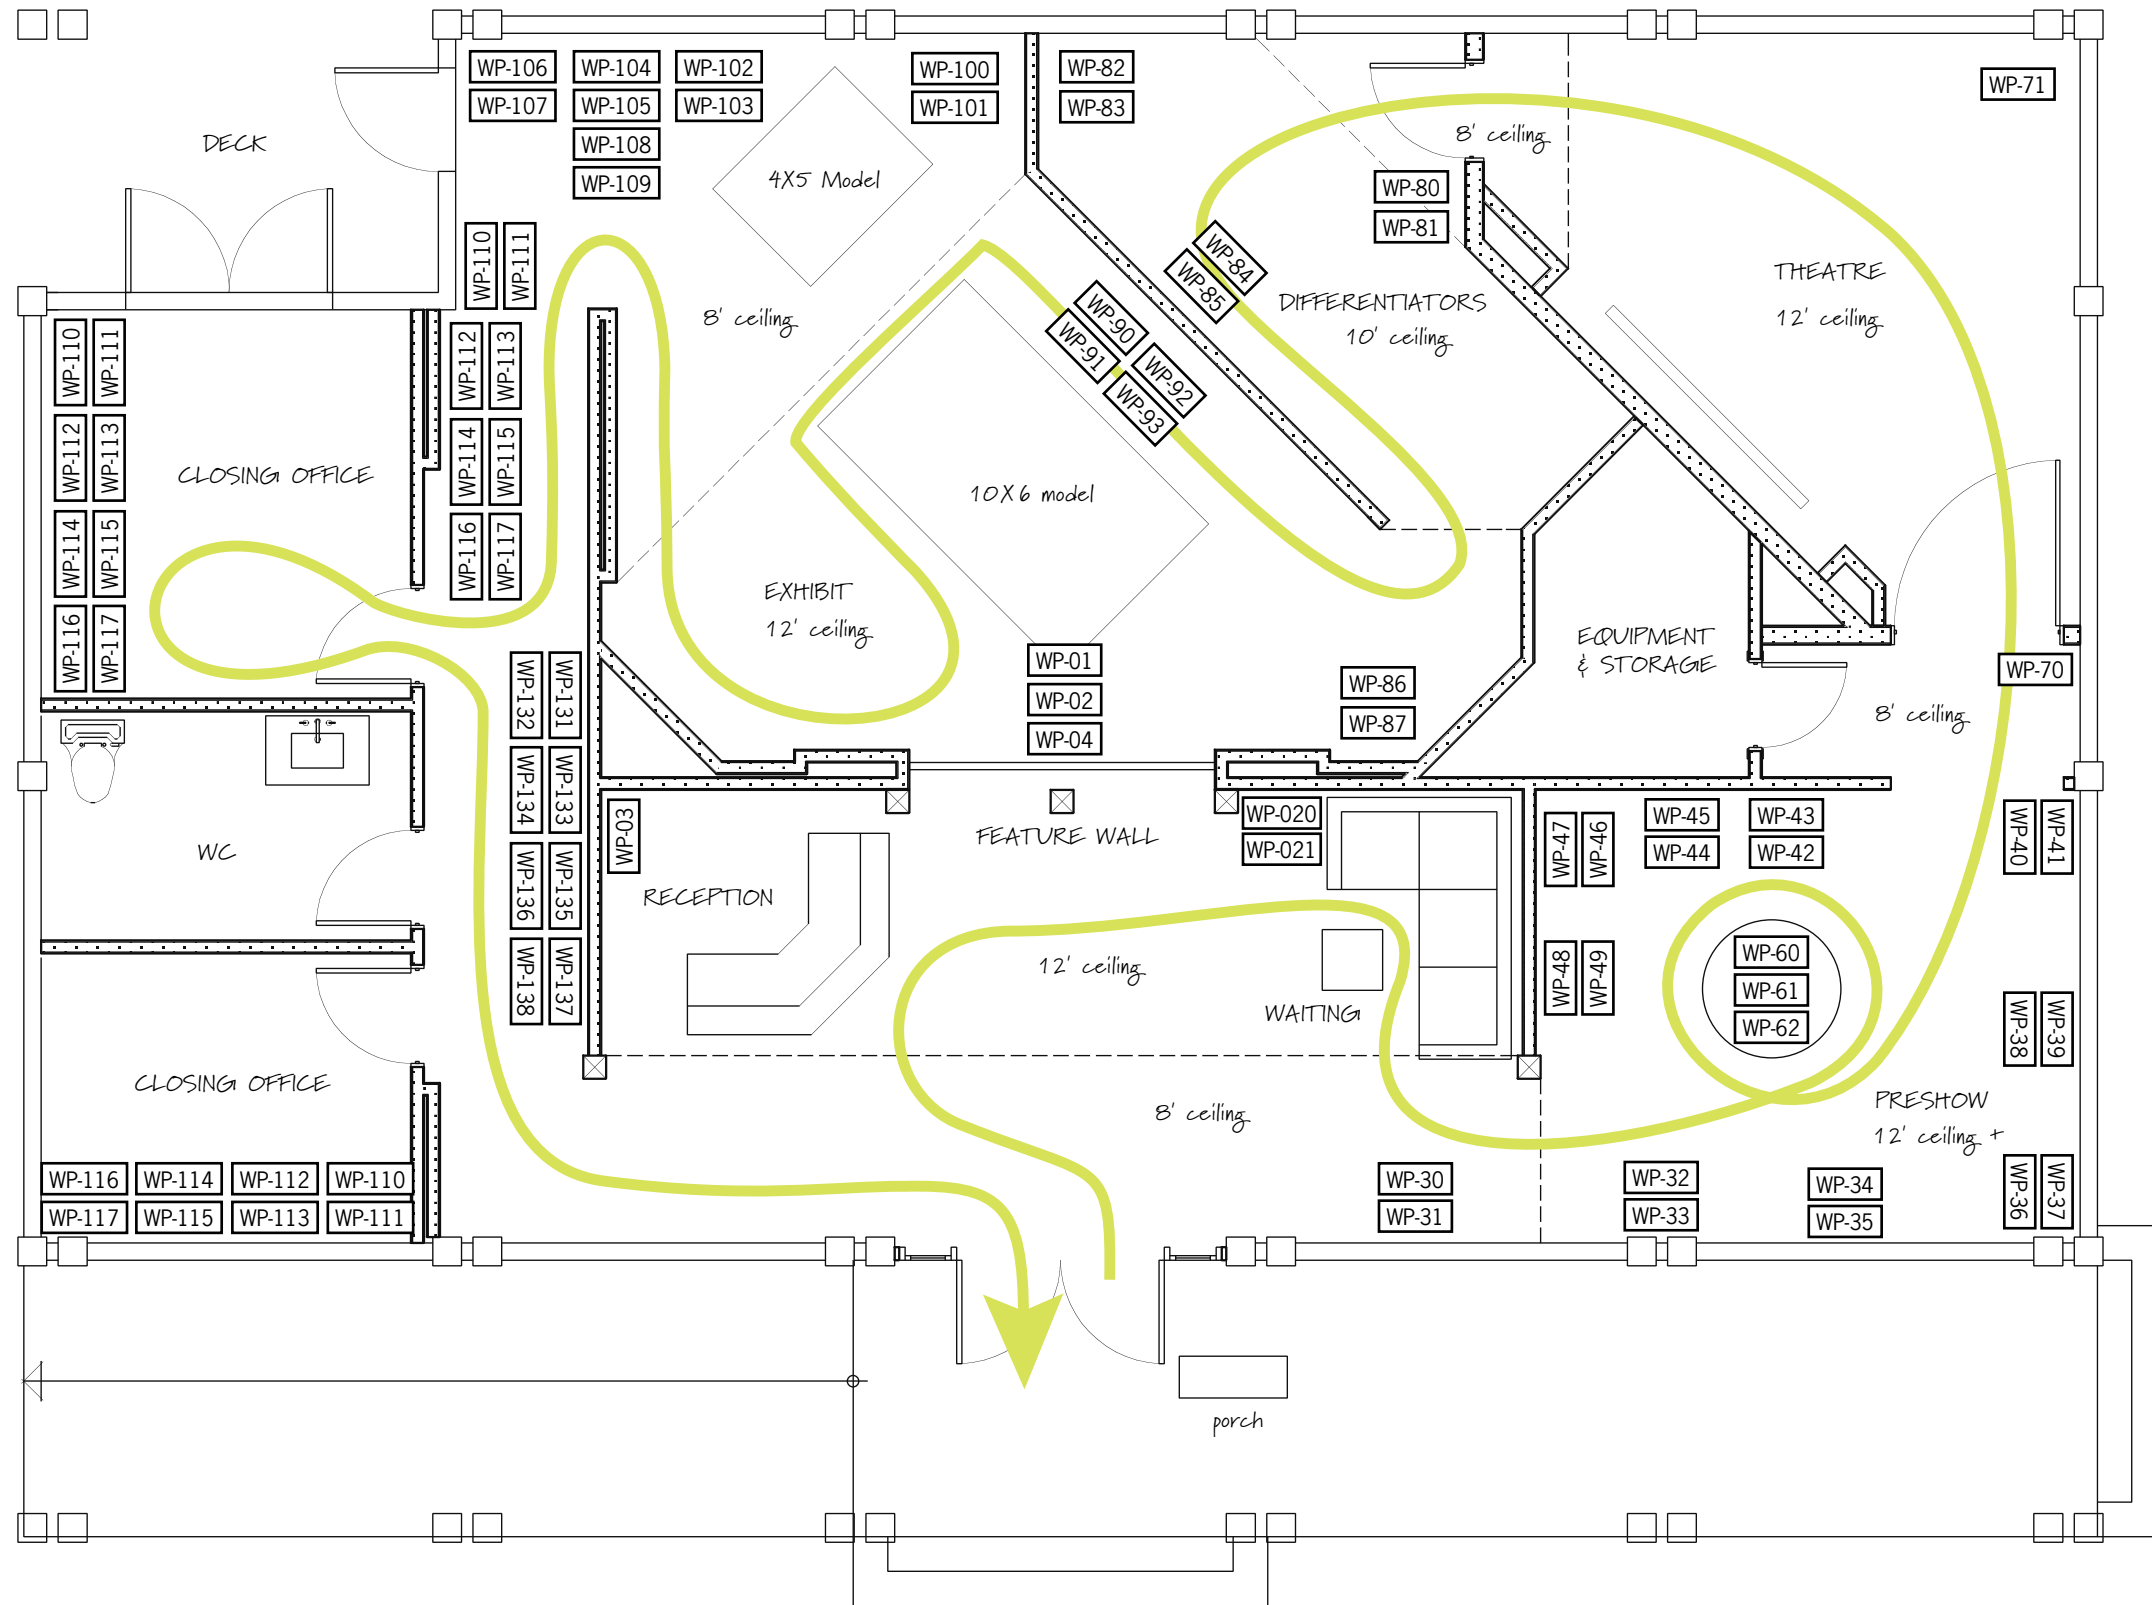 WP-106
WP-107
WP-104
WP-105
WP-108
WP-109
WP-102
WP-103
WP-100
WP-101
WP-82
WP-83
WP-71
DECK
4X5 Model
8' ceiling
WP-80
WP-81
WP-84
WP-85
WP-110
WP-111
THEATRE
12' ceiling
DIFFERENTIATORS
10' ceiling
8' ceiling
WP-90
WP-91
WP-92
WP-93
WP-110
WP-111
WP-112
WP-113
WP-114
WP-115
WP-116
WP-117
CLOSING OFFICE
WP-112
WP-113
WP-114
WP-115
WP-116
WP-117
10X6 model
EXHIBIT
12' ceiling
EQUIPMENT
& STORAGE
WP-01
WP-02
WP-04
WP-86
WP-87
WP-70
8' ceiling
WP-132
WP-131
WP-134
WP-133
WP-136
WP-135
WP-138
WP-137
WC
WP-03
RECEPTION
FEATURE WALL
WP-020
WP-021
WP-47
WP-46
WP-45
WP-44
WP-43
WP-42
WP-40
WP-41
WP-48
WP-49
WP-60
WP-61
WP-62
12' ceiling
WAITING
WP-38
WP-39
CLOSING OFFICE
8' ceiling
PRESHOW
12' ceiling +
WP-116
WP-114
WP-112
WP-110
WP-117
WP-115
WP-113
WP-111
WP-30
WP-31
WP-32
WP-33
WP-34
WP-35
WP-36
WP-37
porch